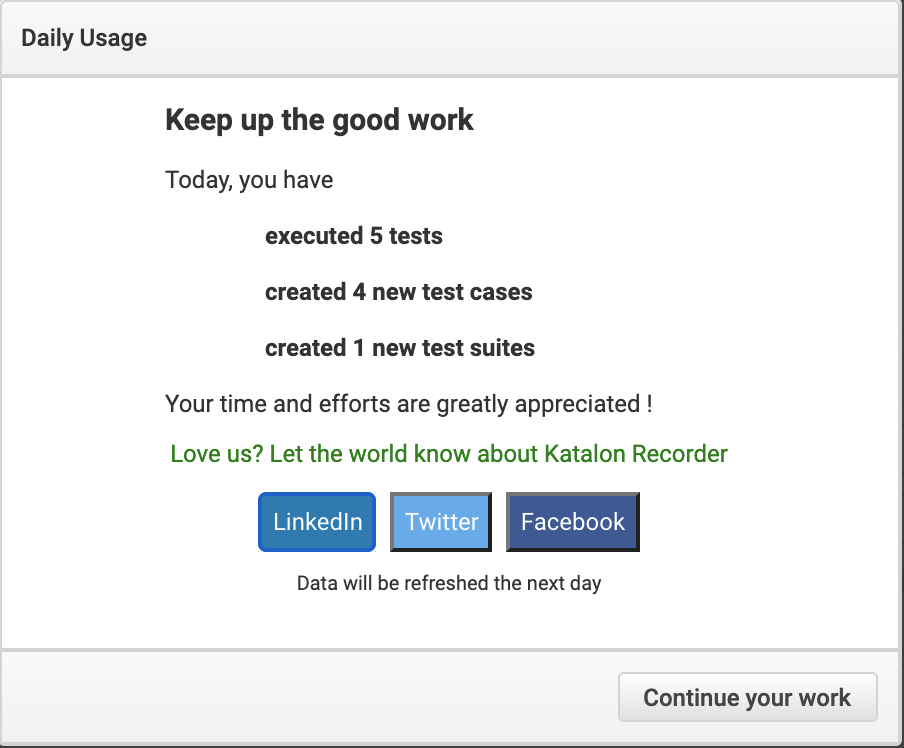 Daily Usage
Keep up the good work
Today, you have
executed 5 tests
created 4 new test cases
created 1 new test suites
Your time and efforts are greatly appreciated !
Love us? Let the world know about Katalon Recorder
LinkedIn Twitter Facebook
Data will be refreshed the next day
Continue your work